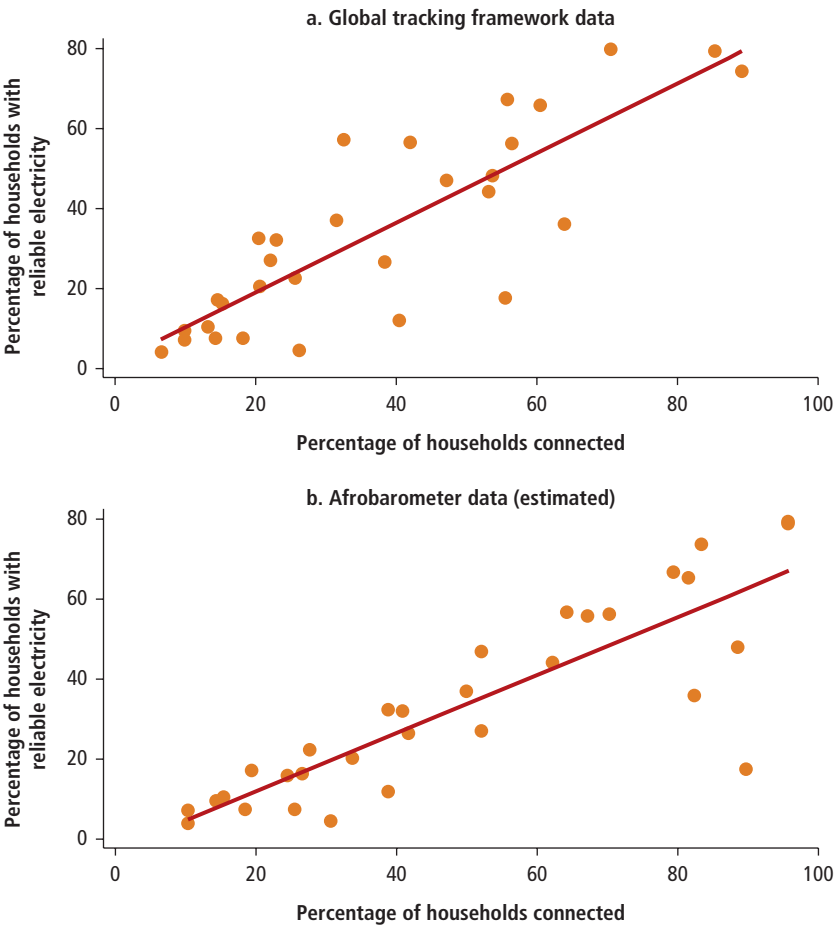 a. Global tracking framework data
Percentage of households with
reliable electricity
80
60
40
20
0
0 20 40 60 80 100
Percentage of households connected
b. Afrobarometer data (estimated)
Percentage of households with
reliable electricity
80
60
40
20
0
0 20 40 60 80 100
Percentage of households connected